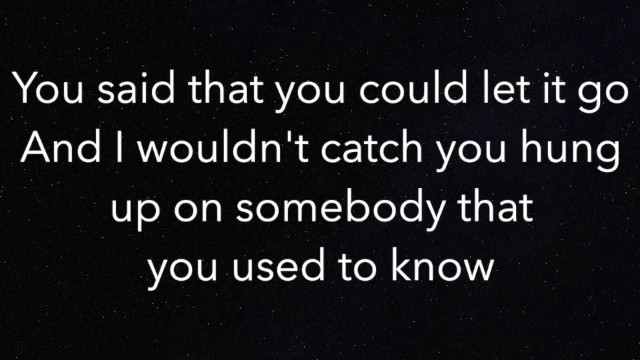 You said that you could let it go
And I wouldn't catch you hung
up on somebody that
you used to know